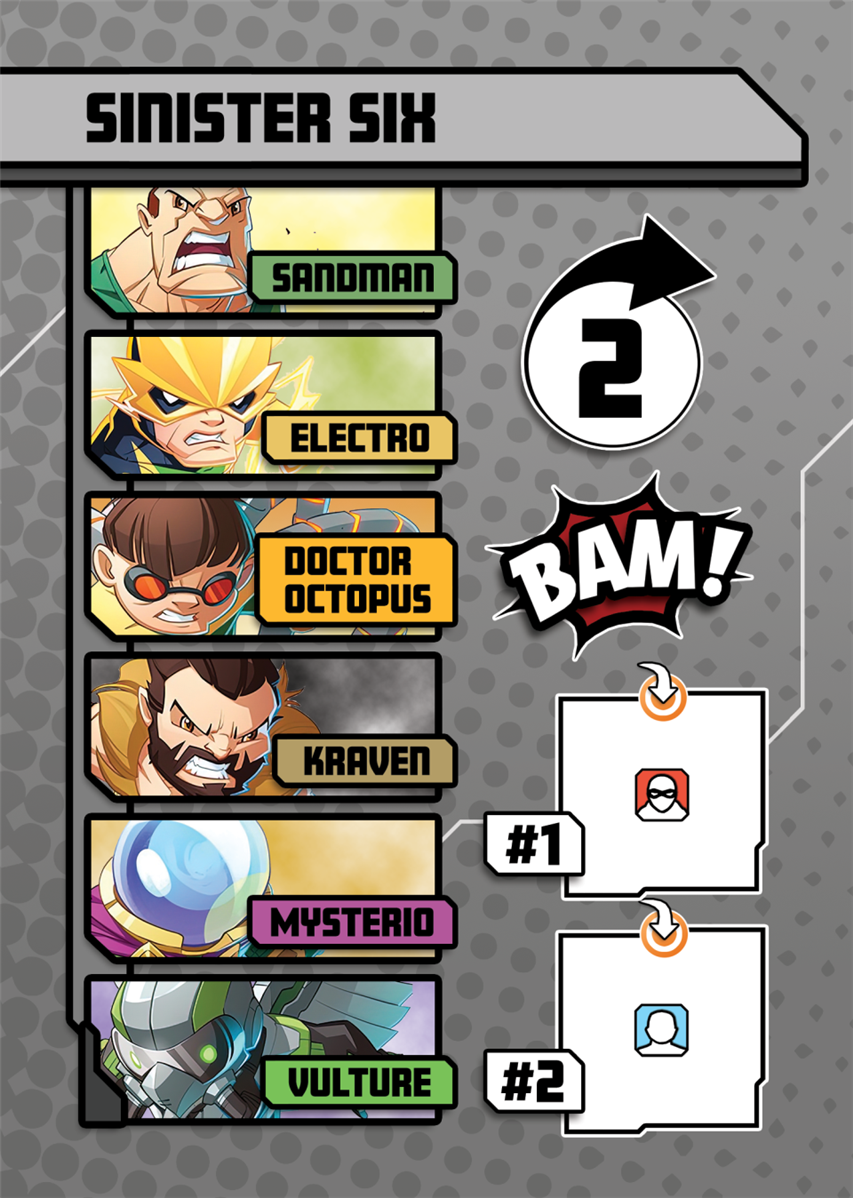 SINISTER SIX
SANDMAN
ELECTRO
DOCTOR
OCTOPUS
KRAVEN
MYSTERIO
VULTURE
2
BAM!
#1
#2